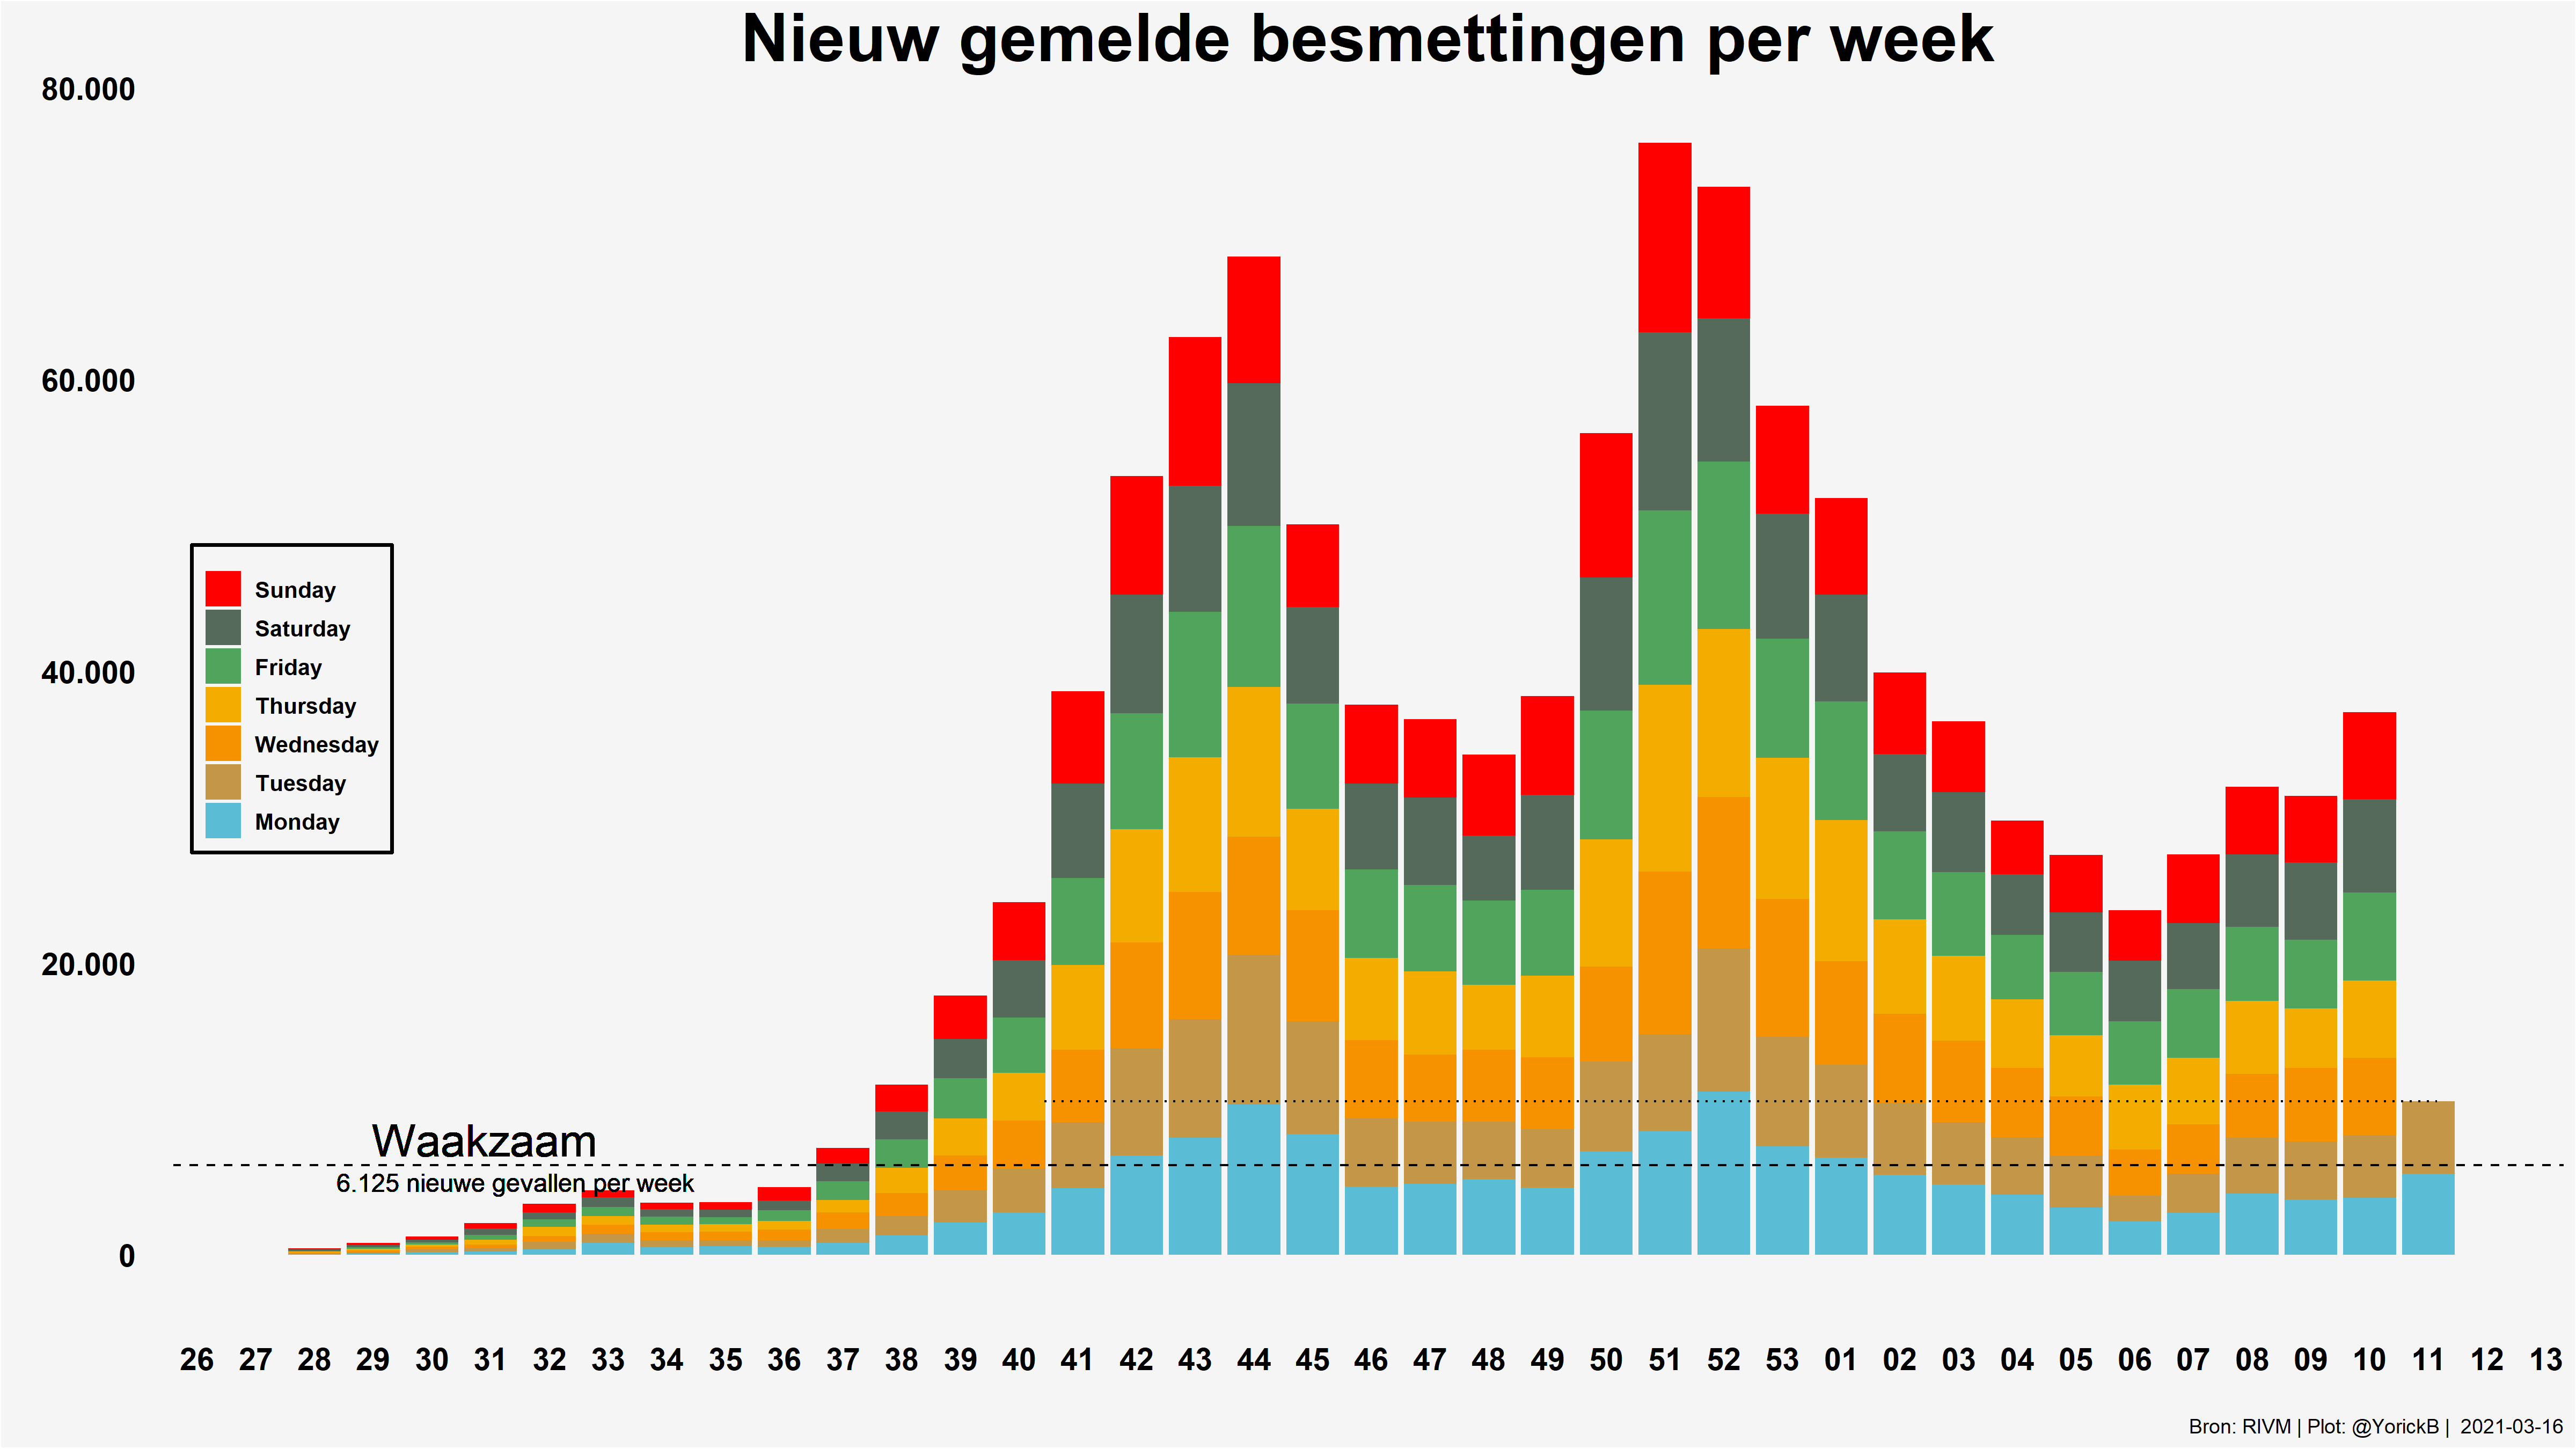 Nieuw gemelde besmettingen per week
80.000
60.000
40.000
20.000
0
Sunday
Saturday
Friday
Thursday
Wednesday
Tuesday
Monday
Waakzaam
6.125 nieuwe gevallen per week
26 27 28 29 30 31 32 33 34 35 36 37 38 39 40 41 42 43 44 45 46 47 48 49 50 51 52 53 01 02 03 04 05 06 07 08 09 10 11 12 13
Bron: RIVM | Plot: @YorickB | 2021-03-16